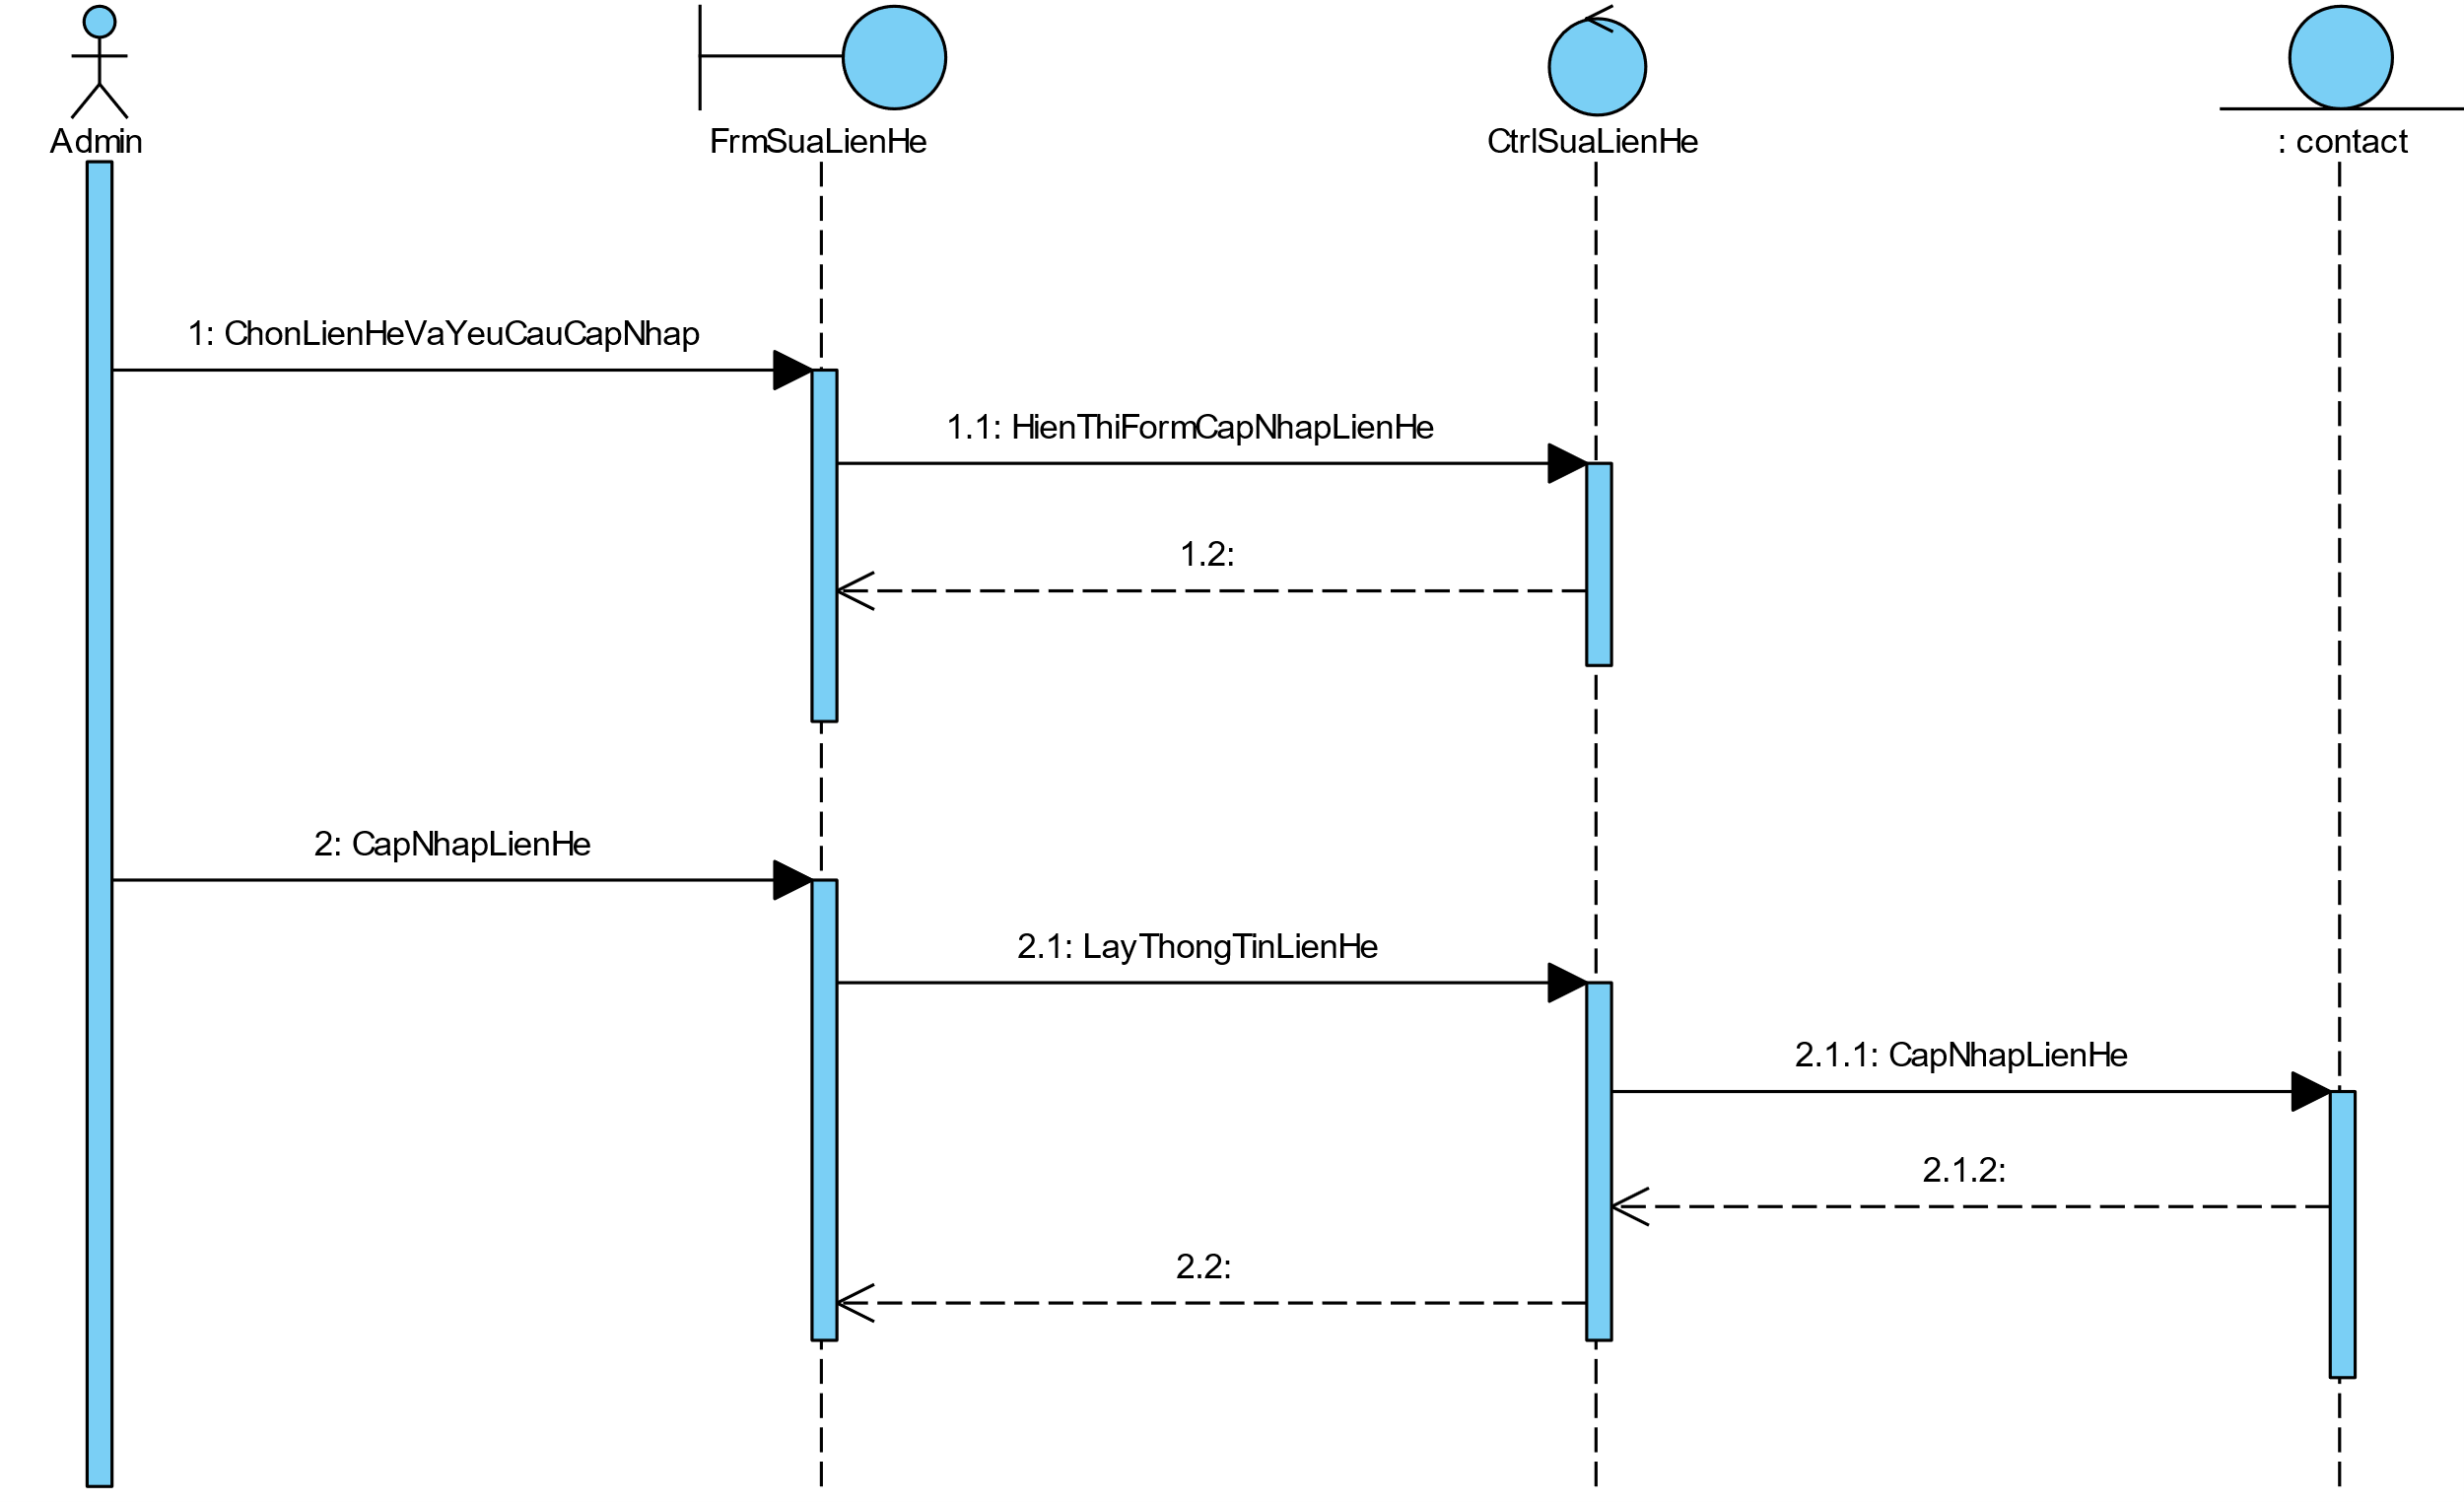 Admin
FrmSuaLienHe
CtrlSuaLienHe
: contact
1: ChonLienHeVaYeuCauCapNhap
1.1: HienThiFormCapNhapLienHe
1.2:
2: CapNhapLienHe
2.1: LayThongTinLienHe
2.1.1: CapNhapLienHe
2.1.2:
2.2: